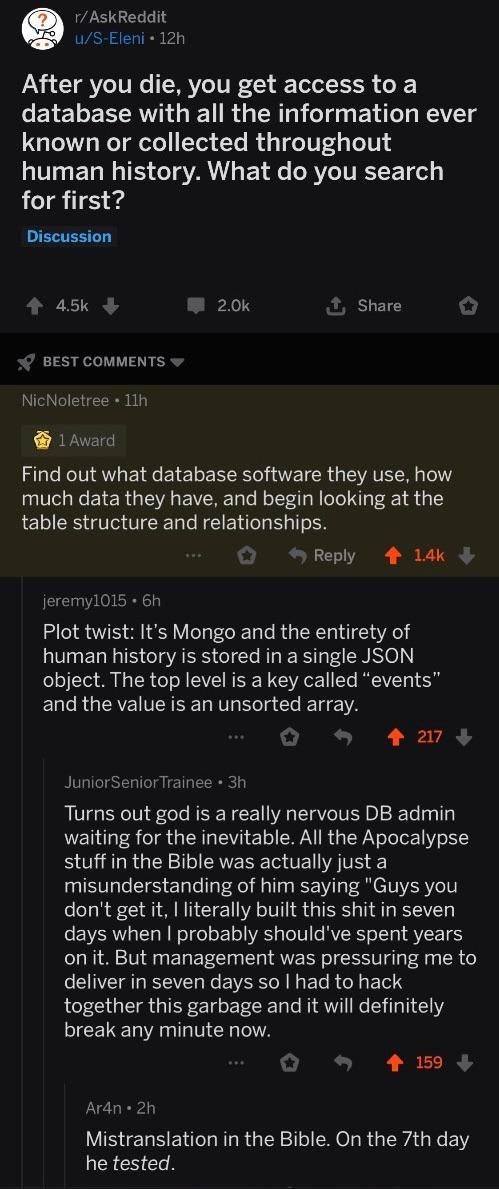 r/AskReddit
u/S-Eleni • 12h
After you die, you get access to a
database with all the information ever
known or collected throughout
human history. What do you search
for first?
Discussion
4.5k
2.0k
Share
BEST COMMENTS
NicNoletree • 11h
1 Award
Find out what database software they use, how
much data they have, and begin looking at the
table structure and relationships.
... Reply 1.4k
jeremy1015 • 6h
Plot twist: It’s Mongo and the entirety of
human history is stored in a single JSON
object. The top level is a key called “events”
and the value is an unsorted array.
... 217
JuniorSeniorTrainee • 3h
Turns out god is a really nervous DB admin
waiting for the inevitable. All the Apocalypse
stuff in the Bible was actually just a
misunderstanding of him saying "Guys you
don't get it, I literally built this shit in seven
days when I probably should've spent years
on it. But management was pressuring me to
deliver in seven days so I had to hack
together this garbage and it will definitely
break any minute now.
... 159
Ar4n • 2h
Mistranslation in the Bible. On the 7th day
he tested.